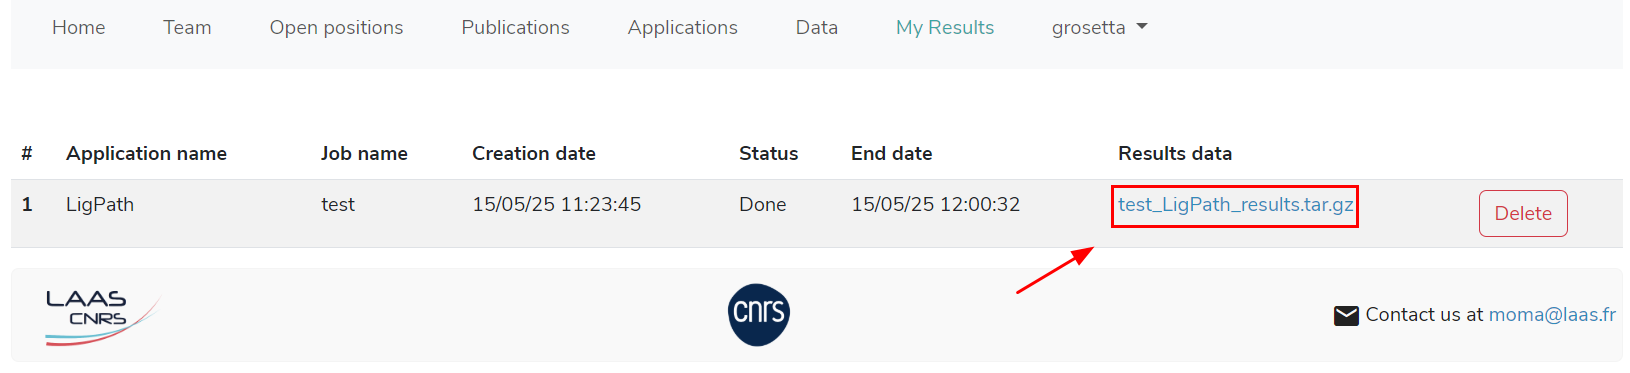 Home Team Open positions Publications Applications Data My Results grosetta
# Application name Job name Creation date Status End date Results data
1 LigPath test 15/05/25 11:23:45 Done 15/05/25 12:00:32 test_LigPath_results.tar.gz Delete
LAAS
CNRS
cnrs
Contact us at moma@laas.fr